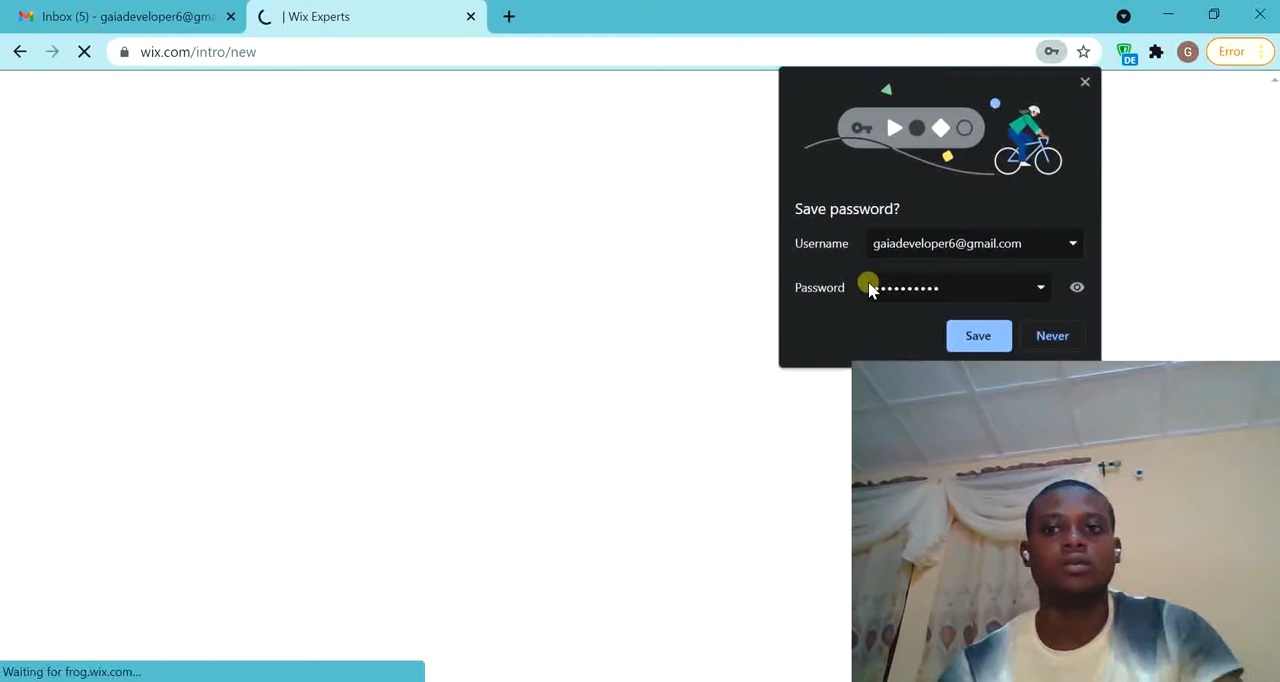 Inbox (5) - gaiadeveloper6@gm
| Wix Experts
wix.com/intro/new
DE
G
Error
Save password?
Username gaiadeveloper6@gmail.com
Password ••••••••••
Save Never
Waiting for frog.wix.com...